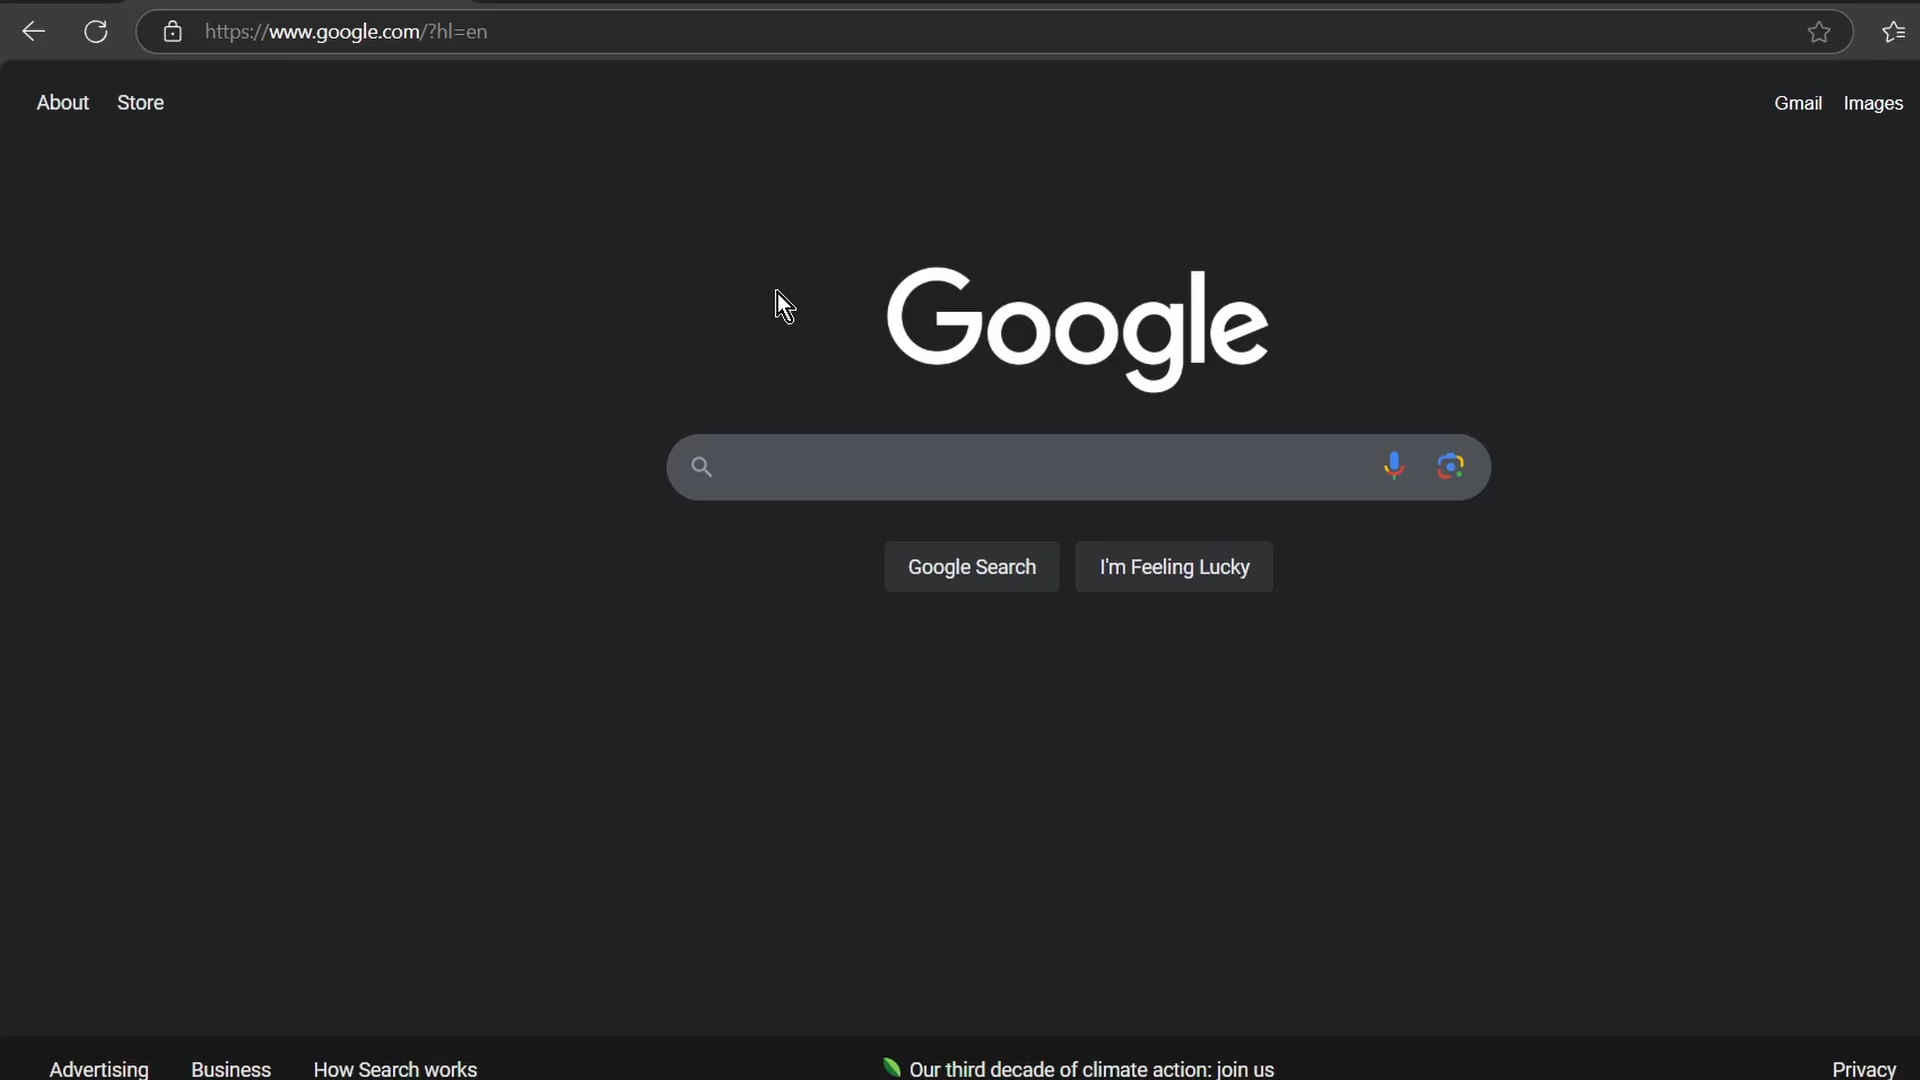 https://www.google.com/?hl=en
About Store
Gmail Images
Google
Google Search
I'm Feeling Lucky
Advertising Business How Search works
Our third decade of climate action: join us
Privacy